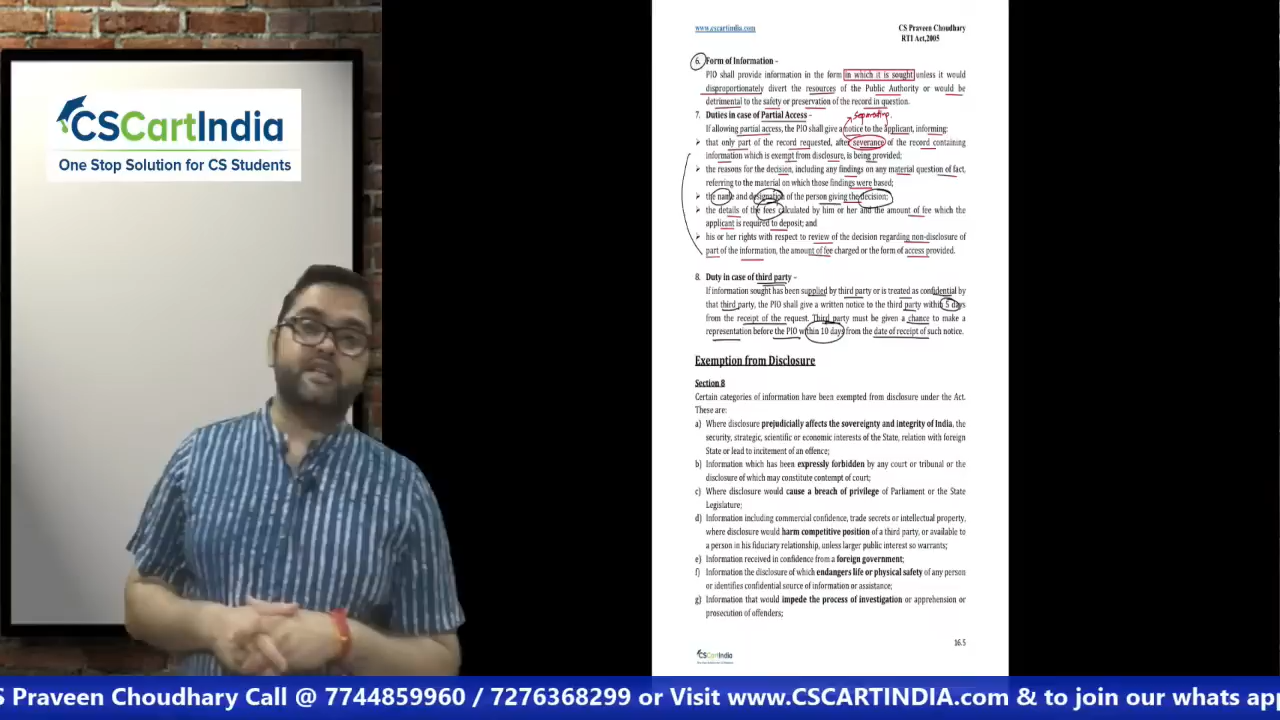 CSCartIndia
One Stop Solution for CS Students
www.cscartindia.com
CS Praveen Choudhary
RTI Act,2005
6. Form of Information -
PIO shall provide information in the form in which it is sought unless it would
disproportionately divert the resources of the Public Authority or would be
detrimental to the safety or preservation of the record in question.
7. Duties in case of Partial Access -
separating.
If allowing partial access, the PIO shall give a notice to the applicant, informing:
➢ that only part of the record requested, after severance of the record containing
information which is exempt from disclosure, is being provided;
➢ the reasons for the decision, including any findings on any material question of fact,
referring to the material on which those findings were based;
➢ the name and designation of the person giving the decision;
➢ the details of the fees calculated by him or her and the amount of fee which the
applicant is required to deposit; and
➢ his or her rights with respect to review of the decision regarding non-disclosure of
part of the information, the amount of fee charged or the form of access provided.
8. Duty in case of third party -
If information sought has been supplied by third party or is treated as confidential by
that third party, the PIO shall give a written notice to the third party within 5 days
from the receipt of the request. Third party must be given a chance to make a
representation before the PIO within 10 days from the date of receipt of such notice.
Exemption from Disclosure
Section 8
Certain categories of information have been exempted from disclosure under the Act.
These are:
a) Where disclosure prejudicially affects the sovereignty and integrity of India, the
security, strategic, scientific or economic interests of the State, relation with foreign
State or lead to incitement of an offence;
b) Information which has been expressly forbidden by any court or tribunal or the
disclosure of which may constitute contempt of court;
c) Where disclosure would cause a breach of privilege of Parliament or the State
Legislature;
d) Information including commercial confidence, trade secrets or intellectual property,
where disclosure would harm competitive position of a third party, or available to
a person in his fiduciary relationship, unless larger public interest so warrants;
e) Information received in confidence from a foreign government;
f) Information the disclosure of which endangers life or physical safety of any person
or identifies confidential source of information or assistance;
g) Information that would impede the process of investigation or apprehension or
prosecution of offenders;
16.5
CSCartIndia
S Praveen Choudhary Call @ 7744859960 / 7276368299 or Visit www.CSCARTINDIA.com & to join our whats ap